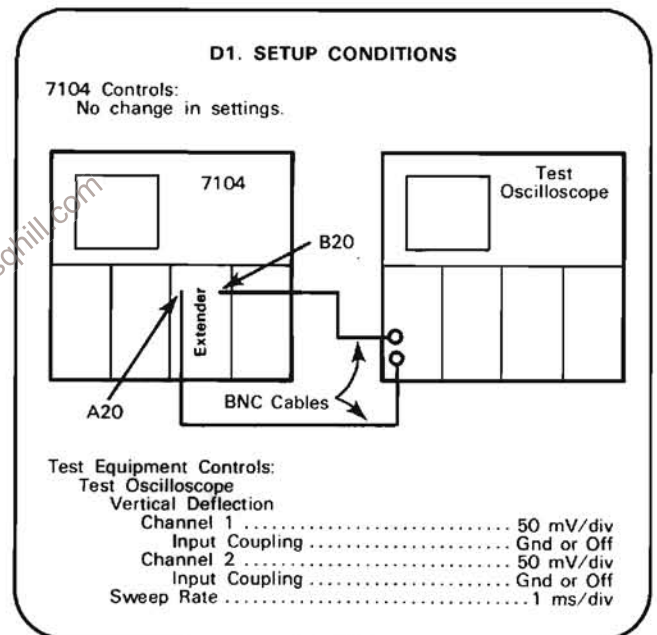 D1. SETUP CONDITIONS
7104 Controls:
No change in settings.
7104
Test
Oscilloscope
B20
Extender
A20
BNC Cables
Test Equipment Controls:
Test Oscilloscope
Vertical Deflection
Channel 1 .................................. 50 mV/div
Input Coupling ......................... Gnd or Off
Channel 2 .................................. 50 mV/div
Input Coupling ......................... Gnd or Off
Sweep Rate ................................. 1 ms/div